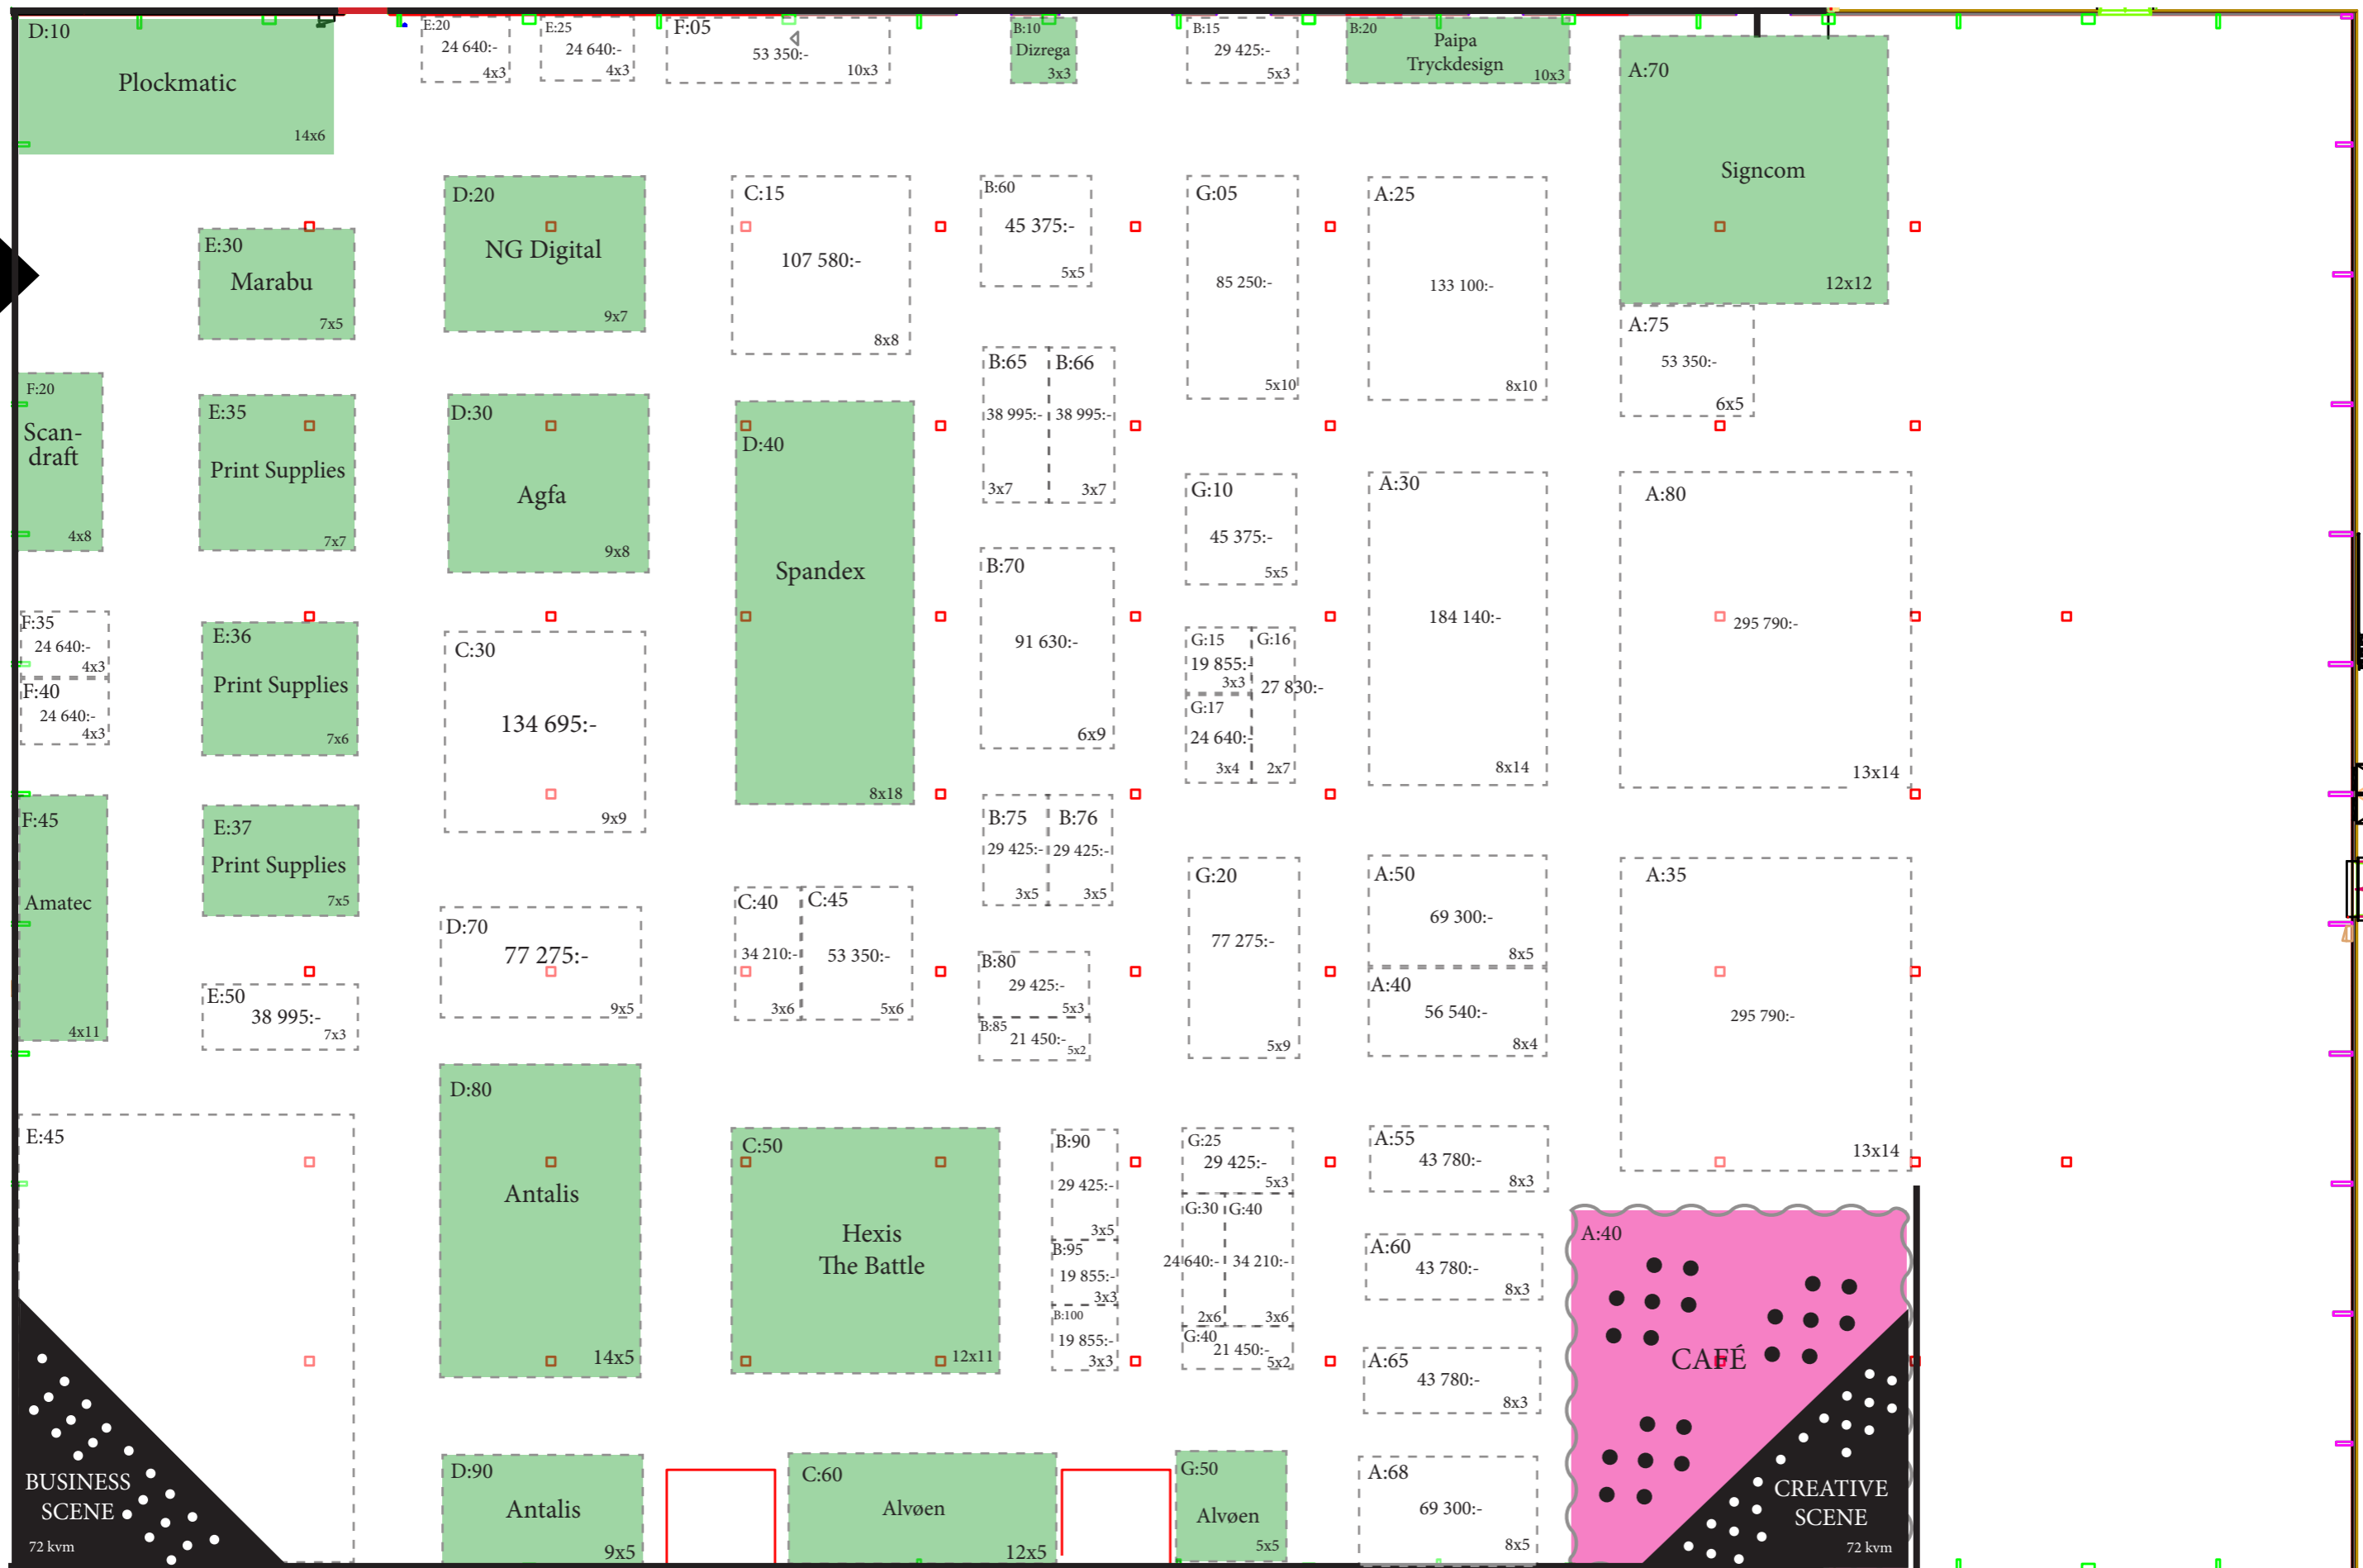 D:10
Plockmatic
14x6
E:20
24 640:-
4x3
E:25
24 640:-
4x3
F:05
53 350:-
10x3
B:10
Dizrega
3x3
B:15
29 425:-
5x3
B:20
Paipa
Tryckdesign
10x3
A:70
Signcom
12x12
E:30
Marabu
7x5
D:20
NG Digital
9x7
C:15
107 580:-
8x8
B:60
45 375:-
5x5
G:05
85 250:-
5x10
A:25
133 100:-
8x10
A:75
53 350:-
6x5
F:20
Scan-
draft
4x8
E:35
Print Supplies
7x7
D:30
Agfa
9x8
D:40
Spandex
8x18
B:65
38 995:-
3x7
B:66
38 995:-
3x7
G:10
45 375:-
5x5
A:30
184 140:-
8x14
A:80
295 790:-
13x14
F:35
24 640:-
4x3
F:40
24 640:-
4x3
E:36
Print Supplies
7x6
C:30
134 695:-
9x9
B:70
91 630:-
6x9
G:15
19 855:-
3x3
G:16
27 830:-
2x7
G:17
24 640:-
3x4
F:45
Amatec
4x11
E:37
Print Supplies
7x5
D:70
77 275:-
9x5
C:40
34 210:-
3x6
C:45
53 350:-
5x6
B:75
29 425:-
3x5
B:76
29 425:-
3x5
G:20
77 275:-
5x9
A:50
69 300:-
8x5
A:40
56 540:-
8x4
A:35
295 790:-
13x14
E:50
38 995:-
7x3
B:80
29 425:-
5x3
B:85
21 450:-
5x2
E:45
D:80
Antalis
14x5
C:50
Hexis
The Battle
12x11
B:90
29 425:-
3x5
B:95
19 855:-
3x3
B:100
19 855:-
3x3
G:25
29 425:-
5x3
G:30
24 640:-
2x6
G:40
34 210:-
3x6
G:40
21 450:-
5x2
A:55
43 780:-
8x3
A:60
43 780:-
8x3
A:65
43 780:-
8x3
A:40
CAFÉ
BUSINESS
SCENE
72 kvm
D:90
Antalis
9x5
C:60
Alvøen
12x5
G:50
Alvøen
5x5
A:68
69 300:-
8x5
CREATIVE
SCENE
72 kvm